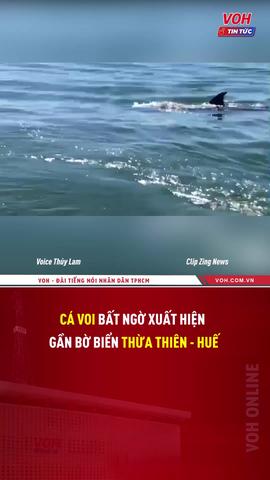 VOH
TIN TỨC
Voice Thúy Lam
Clip Zing News
VOH - ĐÀI TIẾNG NÓI NHÂN DÂN TPHCM
VOH.COM.VN
CÁ VOI BẤT NGỜ XUẤT HIỆN
GẦN BỜ BIỂN THỪA THIÊN - HUẾ
VOH ONLINE